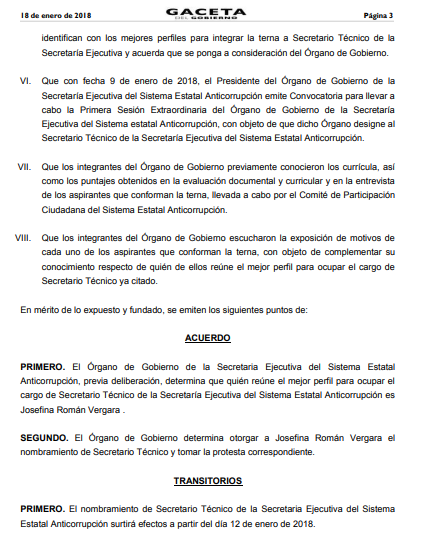 18 de enero de 2018
GACETA
DEL GOBIERNO
Página 3
identifican con los mejores perfiles para integrar la terna a Secretario Técnico de la
Secretaría Ejecutiva y acuerda que se ponga a consideración del Órgano de Gobierno.
VI. Que con fecha 9 de enero de 2018, el Presidente del Órgano de Gobierno de la
Secretaría Ejecutiva del Sistema Estatal Anticorrupción emite Convocatoria para llevar a
cabo la Primera Sesión Extraordinaria del Órgano de Gobierno de la Secretaría
Ejecutiva del Sistema estatal Anticorrupción, con objeto de que dicho Órgano designe al
Secretario Técnico de la Secretaría Ejecutiva del Sistema Estatal Anticorrupción.
VII. Que los integrantes del Órgano de Gobierno previamente conocieron los currícula, así
como los puntajes obtenidos en la evaluación documental y curricular y en la entrevista
de los aspirantes que conforman la terna, llevada a cabo por el Comité de Participación
Ciudadana del Sistema Estatal Anticorrupción.
VIII. Que los integrantes del Órgano de Gobierno escucharon la exposición de motivos de
cada uno de los aspirantes que conforman la terna, con objeto de complementar su
conocimiento respecto de quién de ellos reúne el mejor perfil para ocupar el cargo de
Secretario Técnico ya citado.
En mérito de lo expuesto y fundado, se emiten los siguientes puntos de:
ACUERDO
PRIMERO. El Órgano de Gobierno de la Secretaria Ejecutiva del Sistema Estatal
Anticorrupción, previa deliberación, determina que quién reúne el mejor perfil para ocupar el
cargo de Secretario Técnico de la Secretaría Ejecutiva del Sistema Estatal Anticorrupción es
Josefina Román Vergara .
SEGUNDO. El Órgano de Gobierno determina otorgar a Josefina Román Vergara el
nombramiento de Secretario Técnico y tomar la protesta correspondiente.
TRANSITORIOS
PRIMERO. El nombramiento de Secretario Técnico de la Secretaria Ejecutiva del Sistema
Estatal Anticorrupción surtirá efectos a partir del día 12 de enero de 2018.